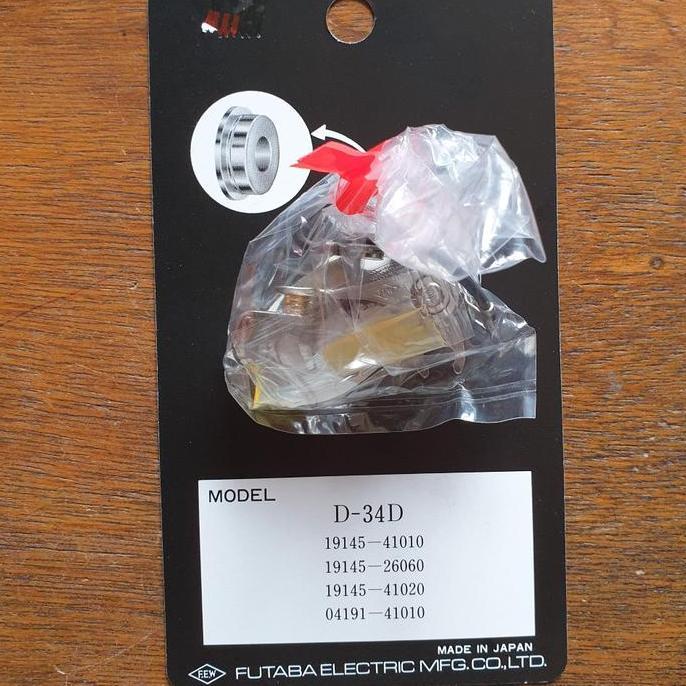 MODEL
D-34D
19145-41010
19145-26060
19145-41020
04191-41010
MADE IN JAPAN
F.E.W FUTABA ELECTRIC MFG.CO.,LTD.